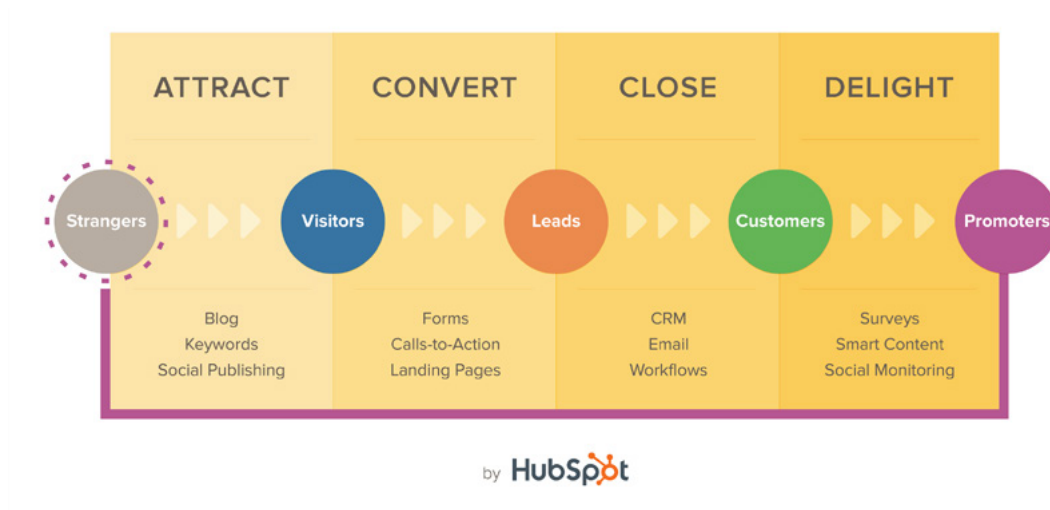 ATTRACT
CONVERT
CLOSE
DELIGHT
Strangers
Visitors
Leads
Customers
Promoters
Blog
Keywords
Social Publishing
Forms
Calls-to-Action
Landing Pages
CRM
Email
Workflows
Surveys
Smart Content
Social Monitoring
by HubSpot